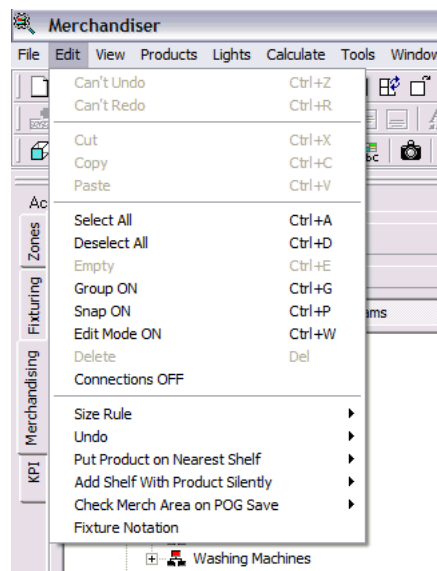 Merchandiser
File Edit View Products Lights Calculate Tools Window
Can't Undo Ctrl+Z
Can't Redo Ctrl+R
Cut Ctrl+X
Copy Ctrl+C
Paste Ctrl+V
Ac
Select All Ctrl+A
Deselect All Ctrl+D
Empty Ctrl+E
Group ON Ctrl+G
Snap ON Ctrl+P
Edit Mode ON Ctrl+W
Delete Del
Connections OFF
Size Rule
Undo
Put Product on Nearest Shelf
Add Shelf With Product Silently
Check Merch Area on POG Save
Fixture Notation
Zones
Fixturing
Merchandising
KPI
ams
Washing Machines